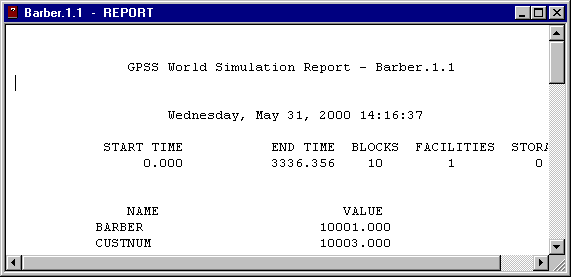 Barber.1.1 - REPORT
GPSS World Simulation Report - Barber.1.1
Wednesday, May 31, 2000 14:16:37
START TIME END TIME BLOCKS FACILITIES STORA
0.000 3336.356 10 1 0
NAME VALUE
BARBER 10001.000
CUSTNUM 10003.000